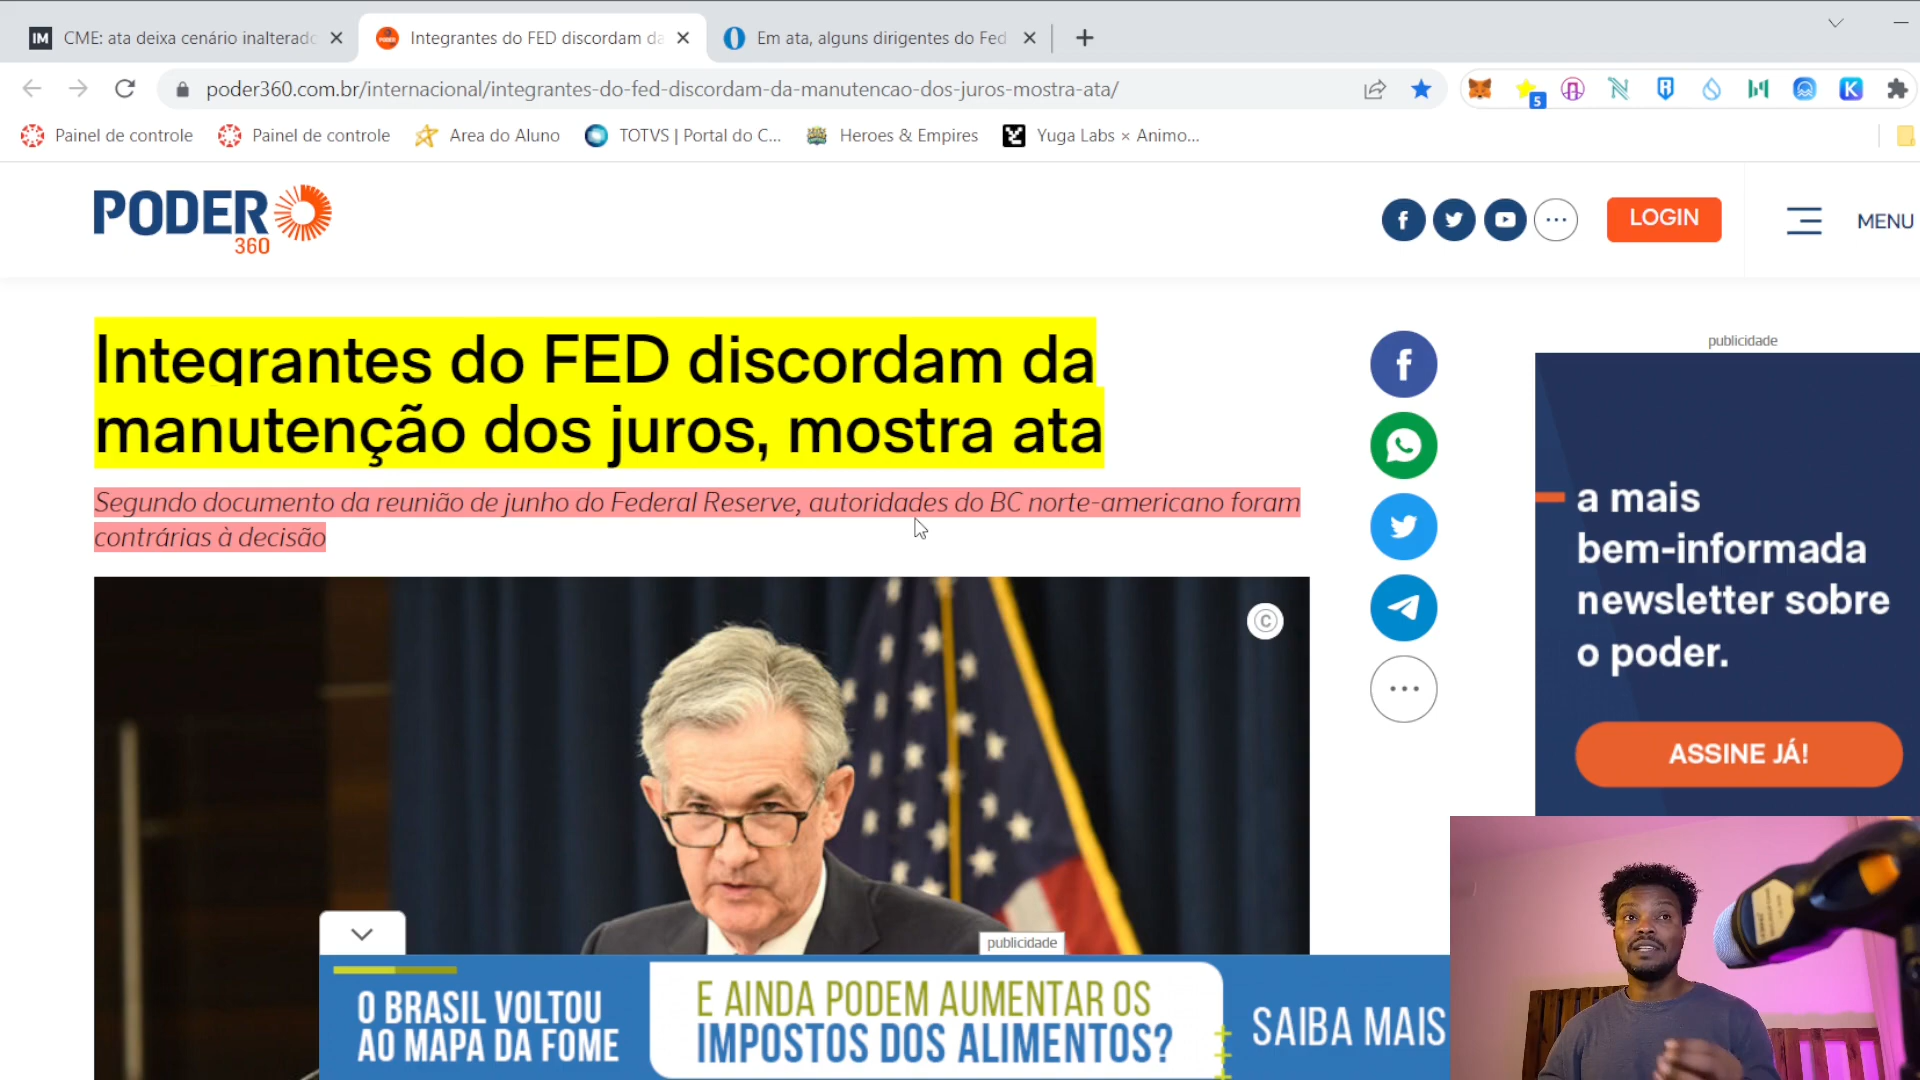 IM CME: ata deixa cenário inalterado
Integrantes do FED discordam da
Em ata, alguns dirigentes do Fed
poder360.com.br/internacional/integrantes-do-fed-discordam-da-manutencao-dos-juros-mostra-ata/
5
K
Painel de controle
Painel de controle
Area do Aluno
TOTVS | Portal do C...
Heroes & Empires
Yuga Labs × Animo...
PODER
360
LOGIN
MENU
Integrantes do FED discordam da
manutenção dos juros, mostra ata
Segundo documento da reunião de junho do Federal Reserve, autoridades do BC norte-americano foram
contrárias à decisão
publicidade
a mais
bem-informada
newsletter sobre
o poder.
ASSINE JÁ!
publicidade
O BRASIL VOLTOU
AO MAPA DA FOME
E AINDA PODEM AUMENTAR OS
IMPOSTOS DOS ALIMENTOS?
SAIBA MAIS